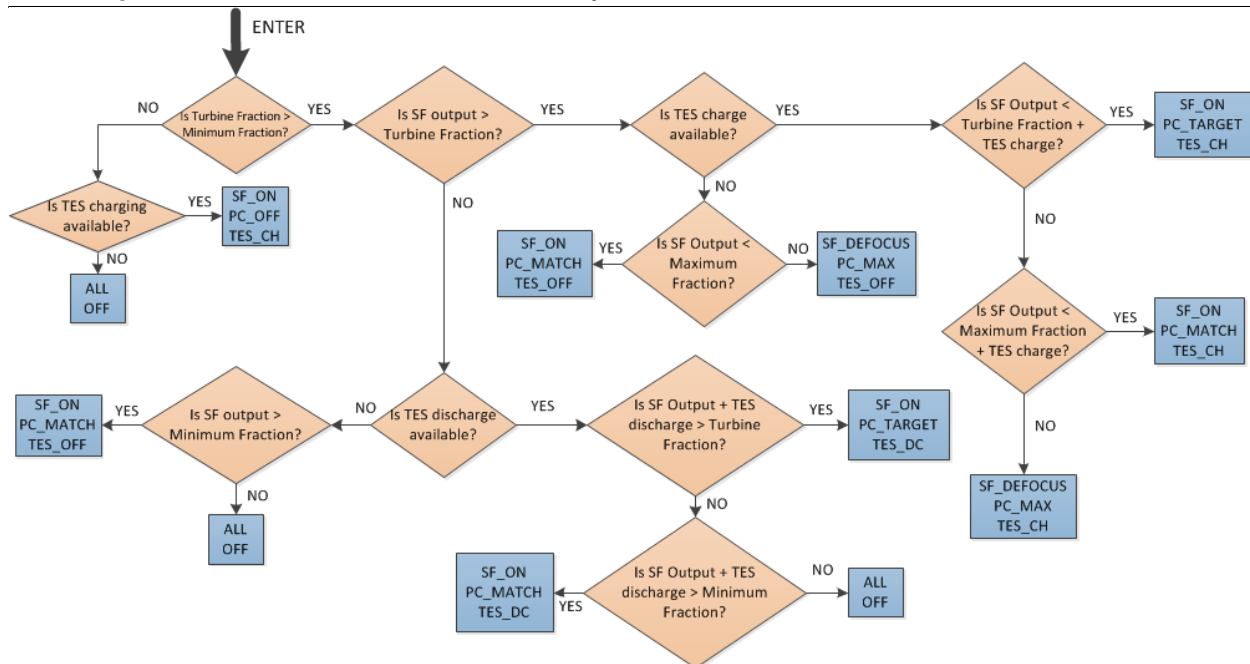 ENTER
Is Turbine Fraction >
Minimum Fraction?
NO
YES
Is SF output >
Turbine Fraction?
YES
Is TES charge
available?
YES
Is SF Output <
Turbine Fraction +
TES charge?
YES
SF_ON
PC_TARGET
TES_CH
Is TES charging
available?
YES
SF_ON
PC_OFF
TES_CH
NO
ALL
OFF
NO
NO
SF_ON
PC_MATCH
TES_OFF
YES
Is SF Output <
Maximum
Fraction?
NO
SF_DEFOCUS
PC_MAX
TES_OFF
NO
Is SF Output <
Maximum Fraction
+ TES charge?
YES
SF_ON
PC_MATCH
TES_CH
NO
SF_DEFOCUS
PC_MAX
TES_CH
SF_ON
PC_MATCH
TES_OFF
YES
Is SF output >
Minimum Fraction?
NO
Is TES discharge
available?
YES
Is SF Output + TES
discharge > Turbine
Fraction?
YES
SF_ON
PC_TARGET
TES_DC
NO
ALL
OFF
NO
SF_ON
PC_MATCH
TES_DC
YES
Is SF Output + TES
discharge > Minimum
Fraction?
NO
ALL
OFF